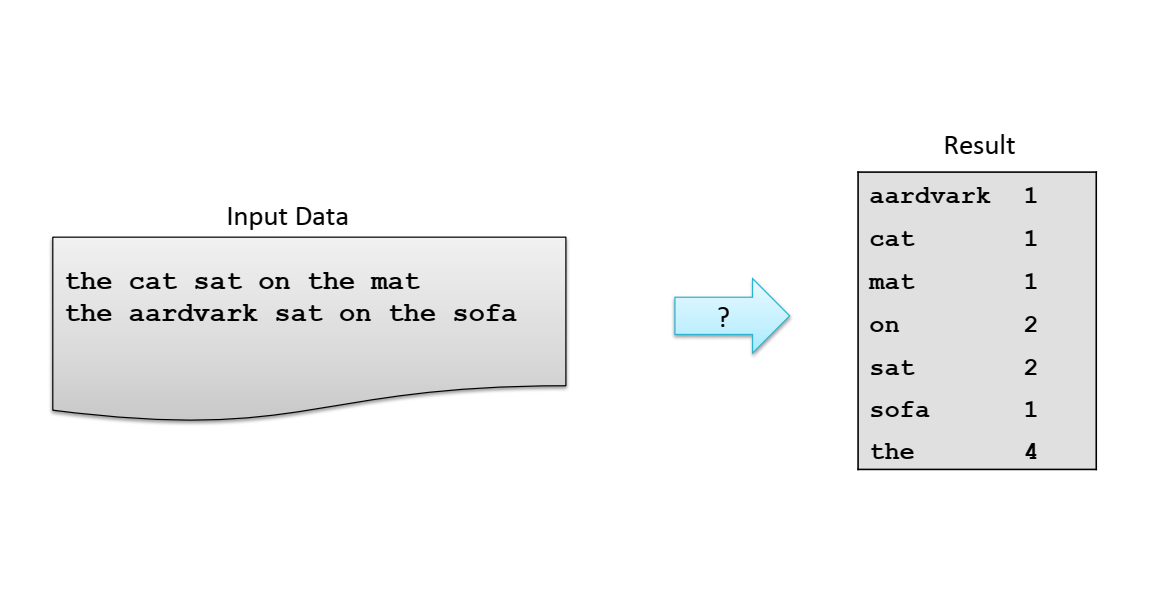 Input Data
the cat sat on the mat
the aardvark sat on the sofa
?
Result
aardvark 1
cat 1
mat 1
on 2
sat 2
sofa 1
the 4